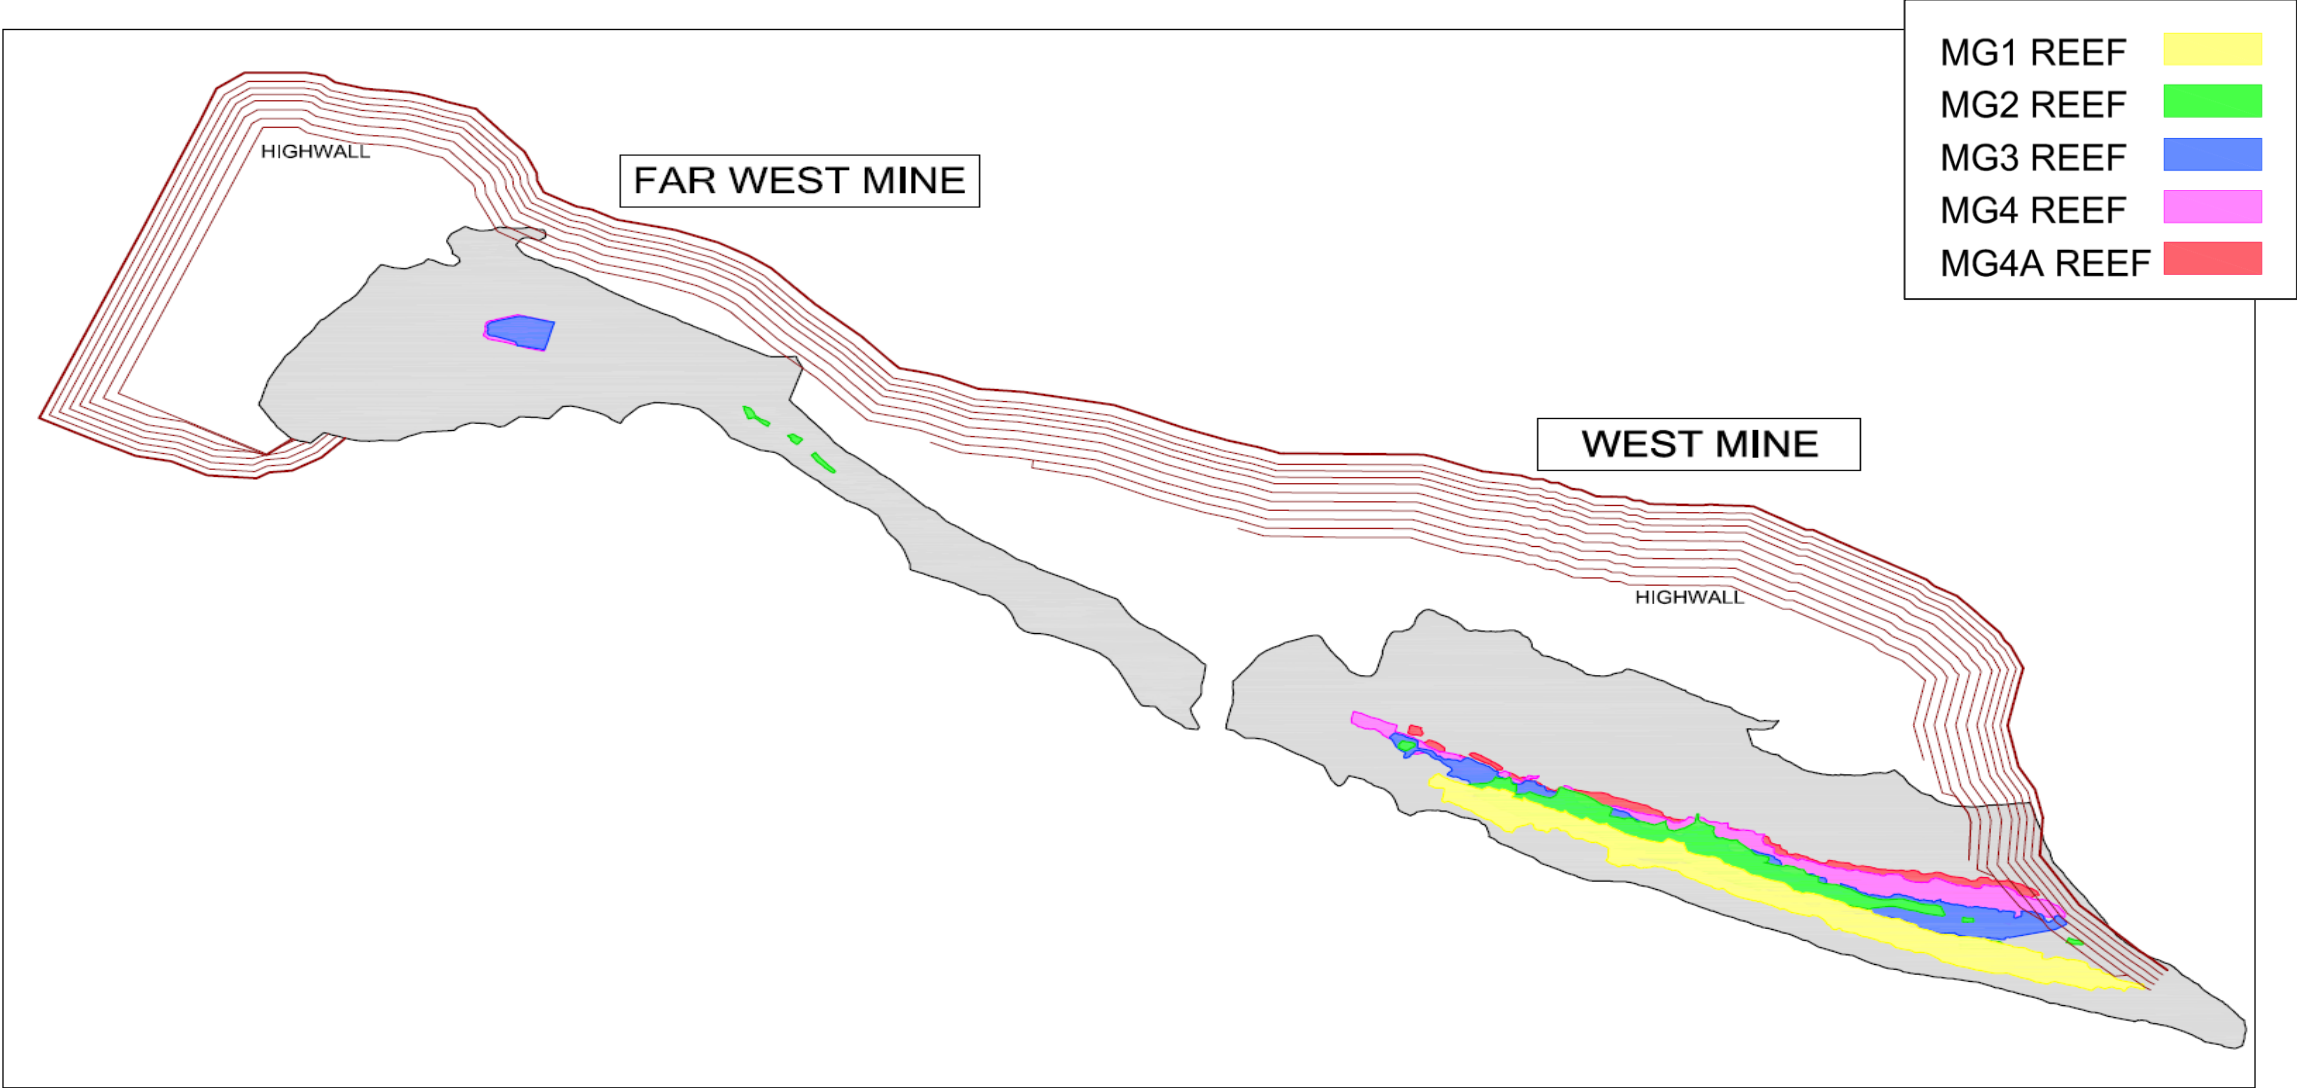 MG1 REEF
MG2 REEF
MG3 REEF
MG4 REEF
MG4A REEF
HIGHWALL
FAR WEST MINE
WEST MINE
HIGHWALL